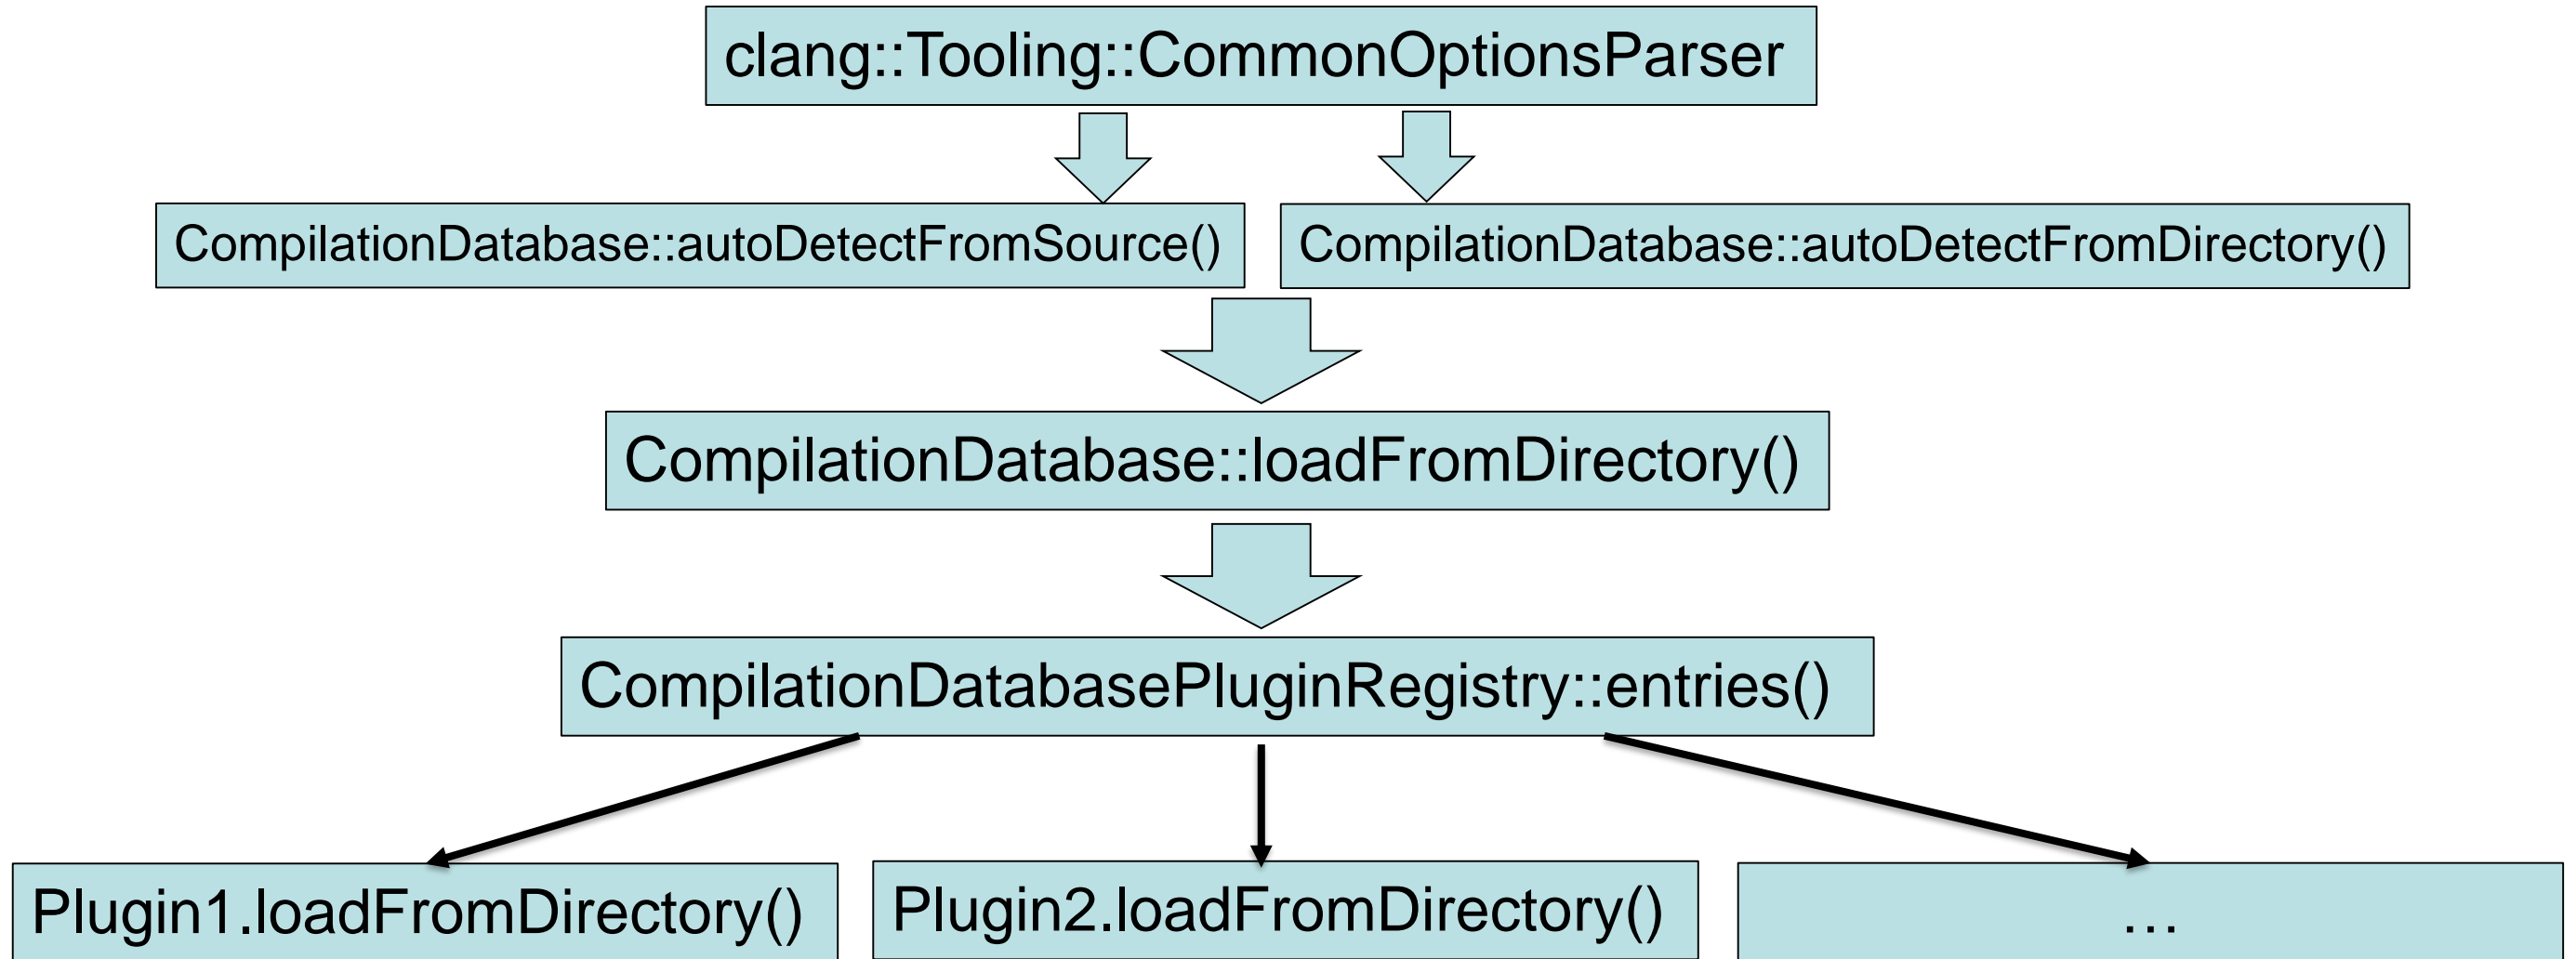 clang::Tooling::CommonOptionsParser
CompilationDatabase::autoDetectFromSource()
CompilationDatabase::autoDetectFromDirectory()
CompilationDatabase::loadFromDirectory()
CompilationDatabasePluginRegistry::entries()
Plugin1.loadFromDirectory()
Plugin2.loadFromDirectory()
…